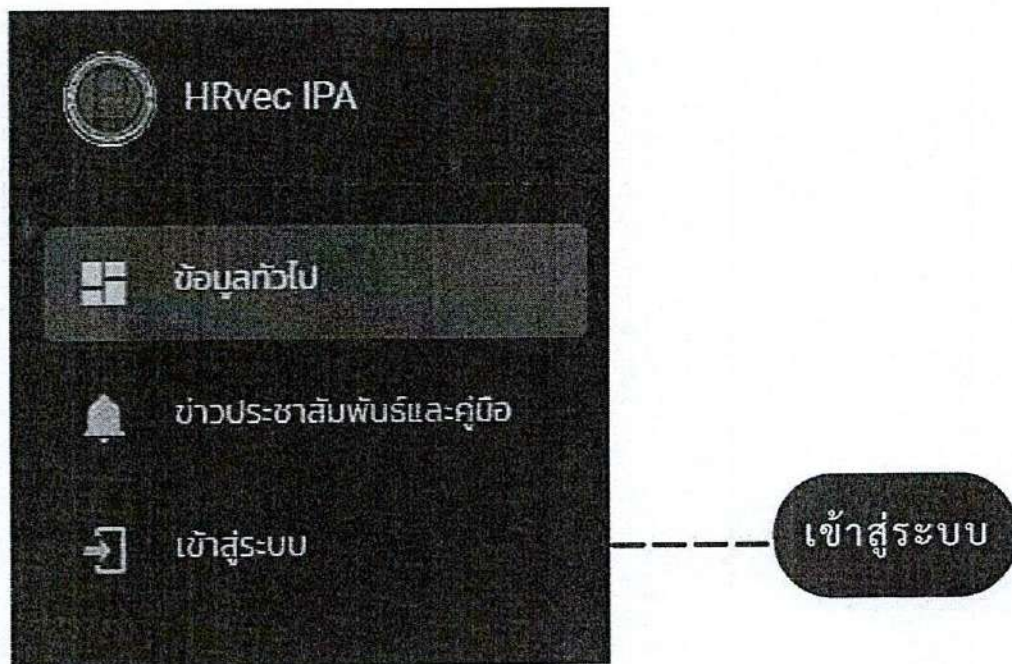 HRvec IPA
ข้อมูลทั่วไป
ข่าวประชาสัมพันธ์และคู่มือ
เข้าสู่ระบบ
เข้าสู่ระบบ